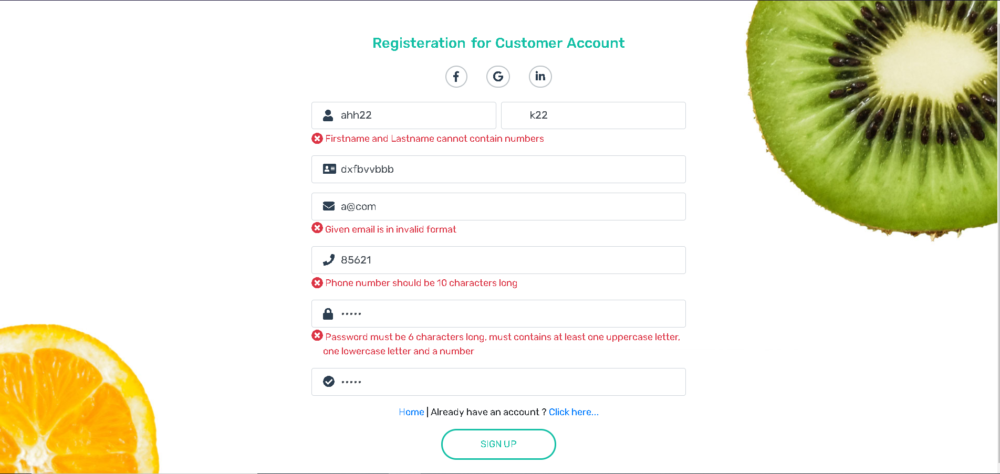 Registeration for Customer Account
f G in
ahh22 k22
Firstname and Lastname cannot contain numbers
dxfbvvbbb
a@com
Given email is in invalid format
85621
Phone number should be 10 characters long
•••••
Password must be 6 characters long, must contains at least one uppercase letter,
one lowercase letter and a number
•••••
Home | Already have an account ? Click here...
SIGN UP